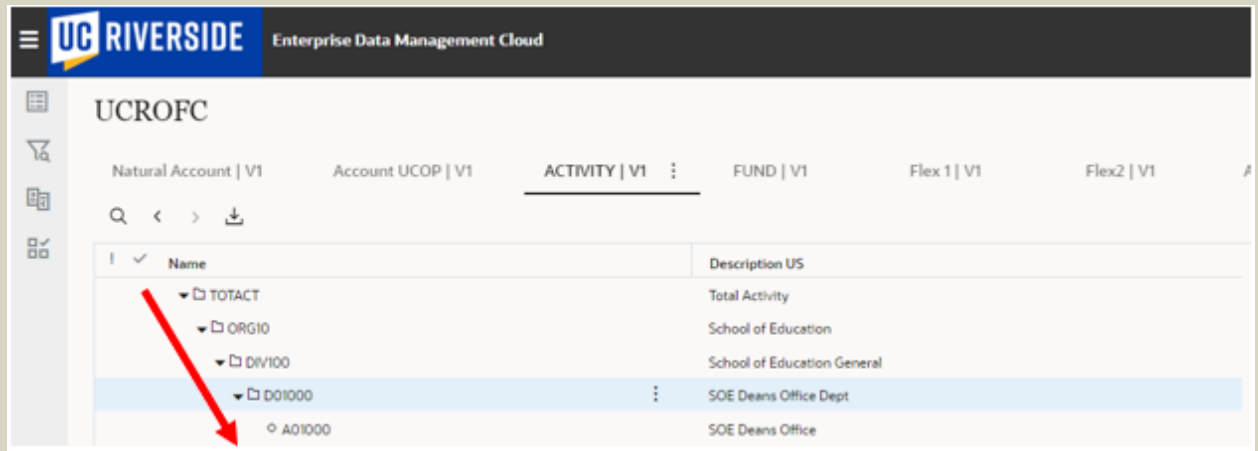 UC RIVERSIDE Enterprise Data Management Cloud
UCROFC
Natural Account | V1 Account UCOP | V1 ACTIVITY | V1 FUND | V1 Flex 1 | V1 Flex2 | V1 A
! Name Description US
TOTACT Total Activity
ORG10 School of Education
DIV100 School of Education General
D01000 SOE Deans Office Dept
A01000 SOE Deans Office